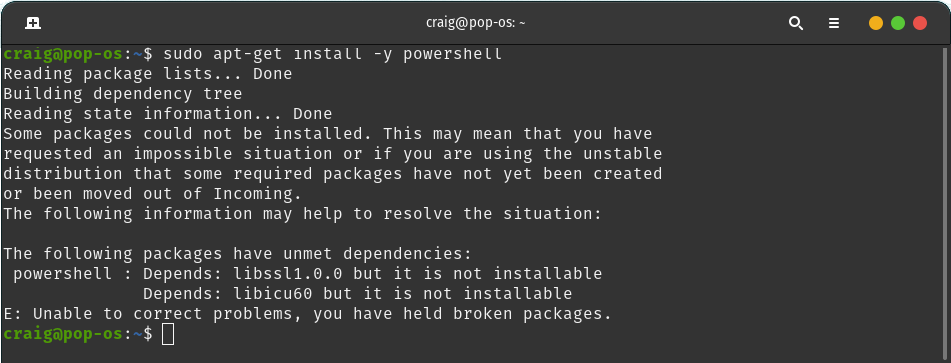 craig@pop-os: ~
craig@pop-os:~$ sudo apt-get install -y powershell
Reading package lists... Done
Building dependency tree
Reading state information... Done
Some packages could not be installed. This may mean that you have
requested an impossible situation or if you are using the unstable
distribution that some required packages have not yet been created
or been moved out of Incoming.
The following information may help to resolve the situation:

The following packages have unmet dependencies:
 powershell : Depends: libssl1.0.0 but it is not installable
              Depends: libicu60 but it is not installable
E: Unable to correct problems, you have held broken packages.
craig@pop-os:~$